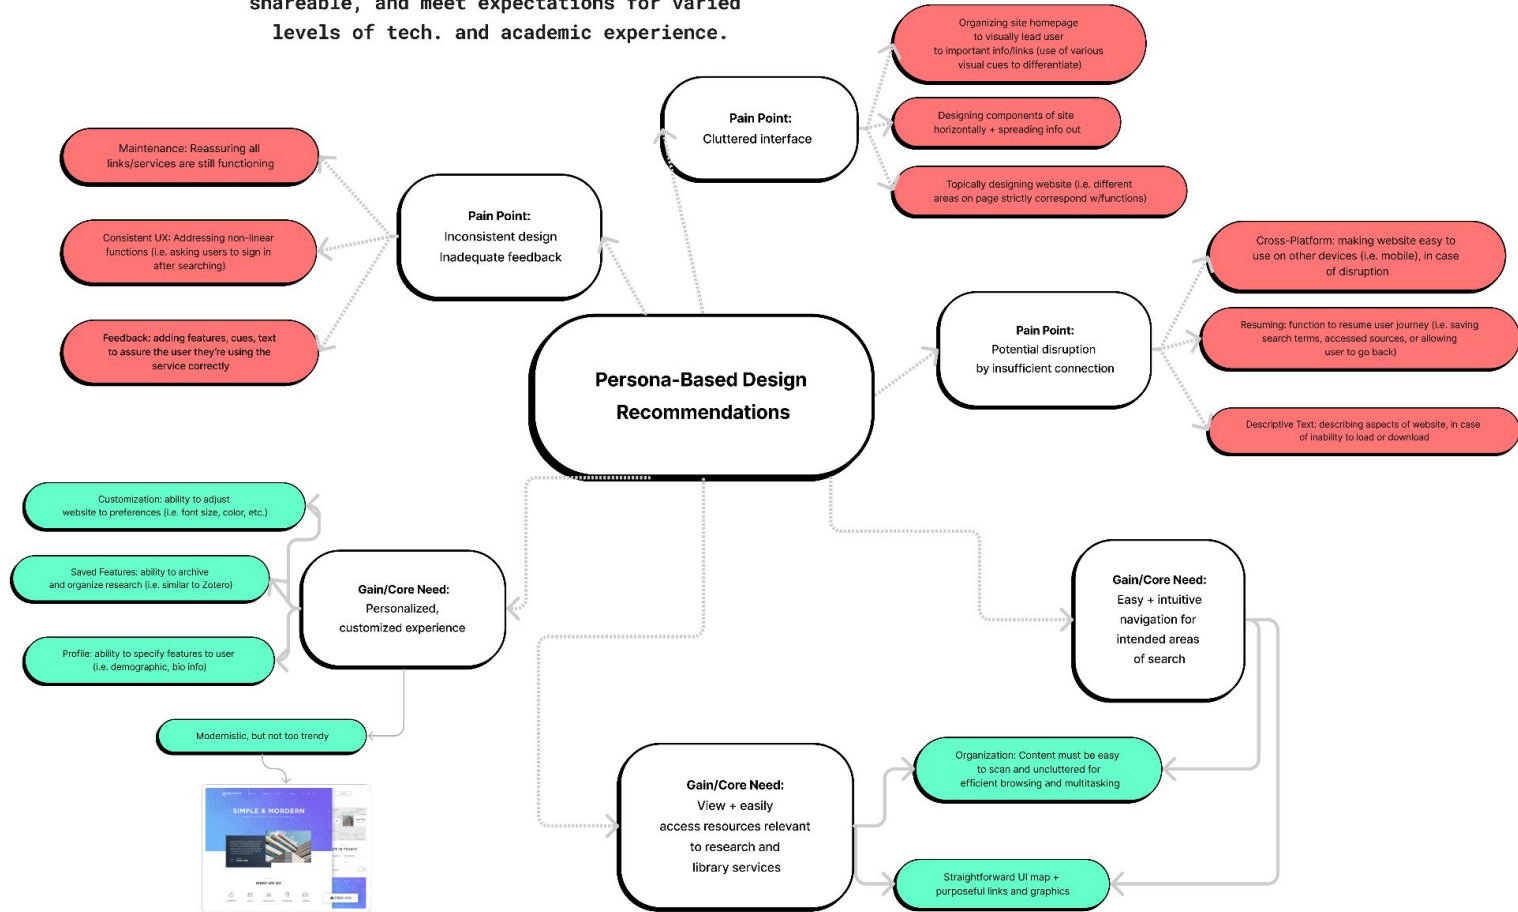 shareable, and meet expectations for varied
levels of tech. and academic experience.
Organizing site homepage
to visually lead user
to important info/links (use of various
visual cues to differentiate)
Pain Point:
Cluttered interface
Designing components of site
horizontally + spreading info out
Topically designing website (i.e. different
areas on page strictly correspond w/functions)
Maintenance: Reassuring all
links/services are still functioning
Consistent UX: Addressing non-linear
functions (i.e. asking users to sign in
after searching)
Feedback: adding features, cues, text
to assure the user they're using the
service correctly
Pain Point:
Inconsistent design
Inadequate feedback
Persona-Based Design
Recommendations
Pain Point:
Potential disruption
by insufficient connection
Cross-Platform: making website easy to
use on other devices (i.e. mobile), in case
of disruption
Resuming: function to resume user journey (i.e. saving
search terms, accessed sources, or allowing
user to go back)
Descriptive Text: describing aspects of website, in case
of inability to load or download
Customization: ability to adjust
website to preferences (i.e. font size, color, etc.)
Saved Features: ability to archive
and organize research (i.e. similar to Zotero)
Profile: ability to specify features to user
(i.e. demographic, bio info)
Gain/Core Need:
Personalized,
customized experience
Modernistic, but not too trendy
SIMPLE & MORDERN
WHAT WE DO
Gain/Core Need:
View + easily
access resources relevant
to research and
library services
Gain/Core Need:
Easy + intuitive
navigation for
intended areas
of search
Organization: Content must be easy
to scan and uncluttered for
efficient browsing and multitasking
Straightforward UI map +
purposeful links and graphics